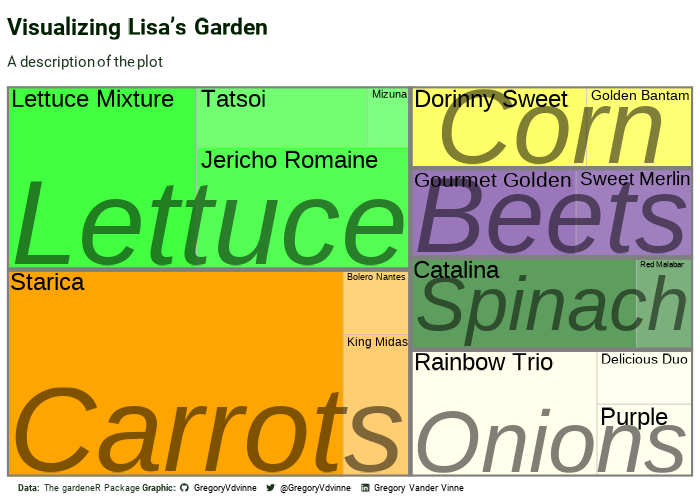 Visualizing Lisa's Garden
A description of the plot
Lettuce Mixture
Tatsoi
Mizuna
Jericho Romaine
Lettuce
Starica
Bolero Nantes
King Midas
Carrots
Dorinny Sweet
Golden Bantam
Corn
Gourmet Golden
Sweet Merlin
Beets
Catalina
Red Malabar
Spinach
Rainbow Trio
Delicious Duo
Purple
Onions
Data: The gardeneR Package Graphic: GregoryVdvinne @GregoryVdvinne Gregory Vander Vinne